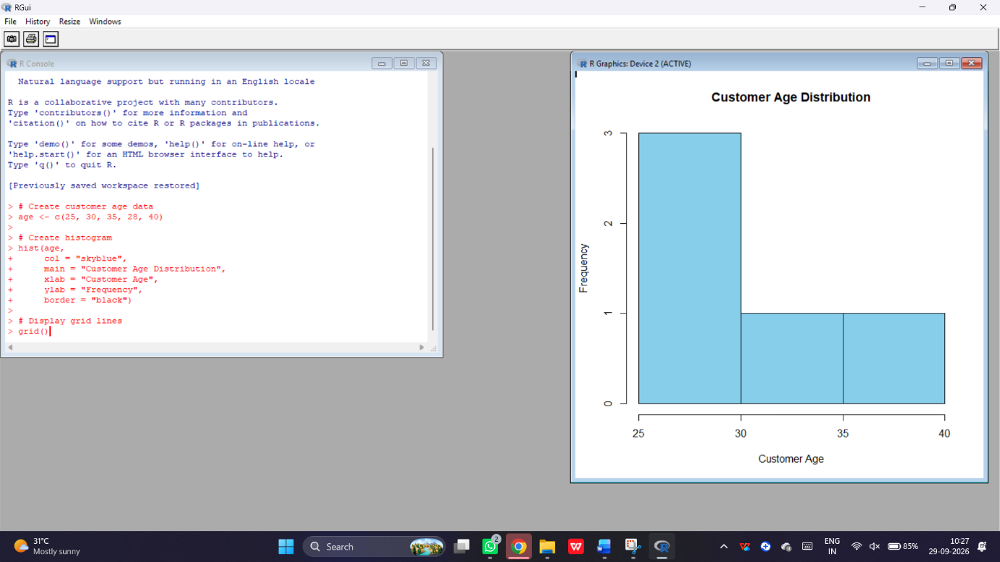 RGui
File History Resize Windows
R Console
Natural language support but running in an English locale
R is a collaborative project with many contributors.
Type 'contributors()' for more information and
'citation()' on how to cite R or R packages in publications.
Type 'demo()' for some demos, 'help()' for on-line help, or
'help.start()' for an HTML browser interface to help.
Type 'q()' to quit R.
[Previously saved workspace restored]
> # Create customer age data
> age <- c(25, 30, 35, 28, 40)
>
> # Create histogram
> hist(age,
+      col = "skyblue",
+      main = "Customer Age Distribution",
+      xlab = "Customer Age",
+      ylab = "Frequency",
+      border = "black")
>
> # Display grid lines
> grid()
R Graphics: Device 2 (ACTIVE)
Customer Age Distribution
3
2
1
0
Frequency
25 30 35 40
Customer Age
31°C
Mostly sunny
Search
2
ENG
IN
85%
10:27
29-09-2026